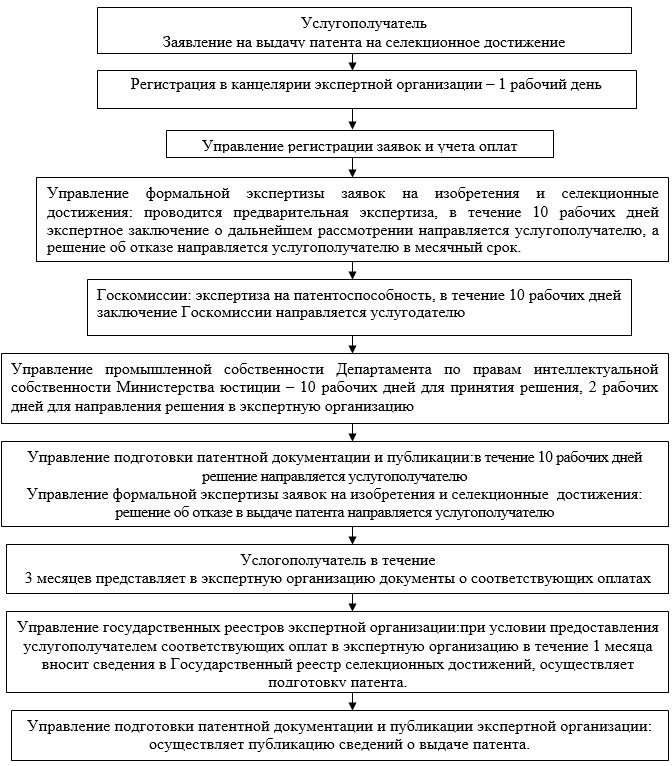 Услугополучатель
Заявление на выдачу патента на селекционное достижение
Регистрация в канцелярии экспертной организации – 1 рабочий день
Управление регистрации заявок и учета оплат
Управление формальной экспертизы заявок на изобретения и селекционные
достижения: проводится предварительная экспертиза, в течение 10 рабочих дней
экспертное заключение о дальнейшем рассмотрении направляется услугополучателю, а
решение об отказе направляется услугополучателю в месячный срок.
Госкомиссии: экспертиза на патентоспособность, в течение 10 рабочих дней
заключение Госкомиссии направляется услугодателю
Управление промышленной собственности Департамента по правам интеллектуальной
собственности Министерства юстиции – 10 рабочих дней для принятия решения, 2 рабочих
дней для направления решения в экспертную организацию
Управление подготовки патентной документации и публикации:в течение 10 рабочих дней
решение направляется услугополучателю
Управление формальной экспертизы заявок на изобретения и селекционные достижения:
решение об отказе в выдаче патента направляется услугополучателю
Услогополучатель в течение
3 месяцев представляет в экспертную организацию документы о соответствующих оплатах
Управление государственных реестров экспертной организации:при условии предоставления
услугополучателем соответствующих оплат в экспертную организацию в течение 1 месяца
вносит сведения в Государственный реестр селекционных достижений, осуществляет
подготовку патента.
Управление подготовки патентной документации и публикации экспертной организации:
осуществляет публикацию сведений о выдаче патента.